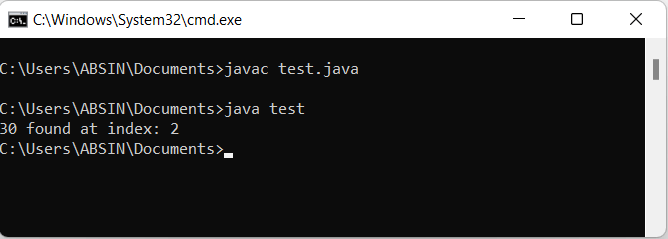 C:\Windows\System32\cmd.exe
C:\Users\ABSIN\Documents>javac test.java
C:\Users\ABSIN\Documents>java test
30 found at index: 2
C:\Users\ABSIN\Documents>